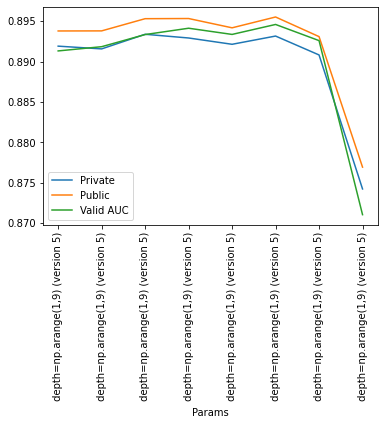 0.895
0.890
0.885
0.880
0.875
0.870
Private
Public
Valid AUC
depth=np.arange(1,9) (version 5)
depth=np.arange(1,9) (version 5)
depth=np.arange(1,9) (version 5)
depth=np.arange(1,9) (version 5)
depth=np.arange(1,9) (version 5)
depth=np.arange(1,9) (version 5)
depth=np.arange(1,9) (version 5)
depth=np.arange(1,9) (version 5)
Params